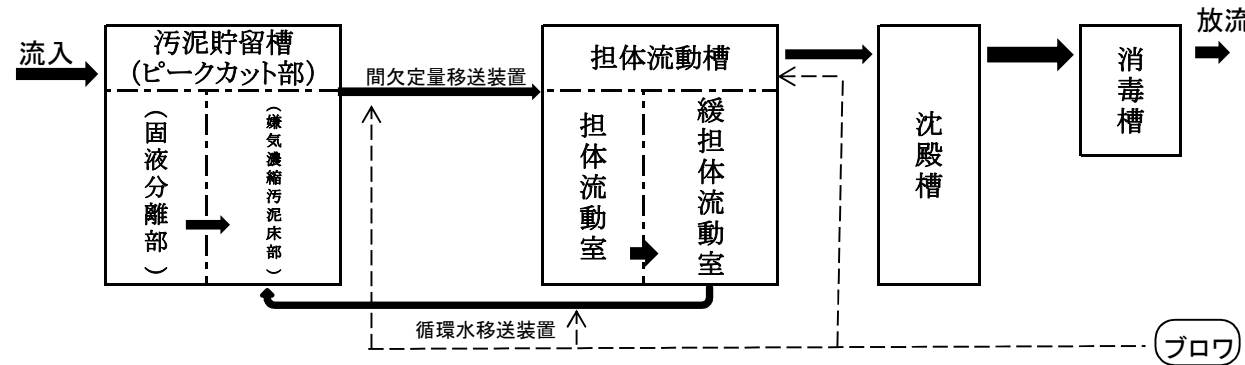 流入
汚泥貯留槽
(ピークカット部)
(固液分離部)
(嫌気濃縮汚泥床部)
間欠定量移送装置
担体流動槽
担体流動室
緩担体流動室
循環水移送装置
沈殿槽
消毒槽
放流
ブロワ